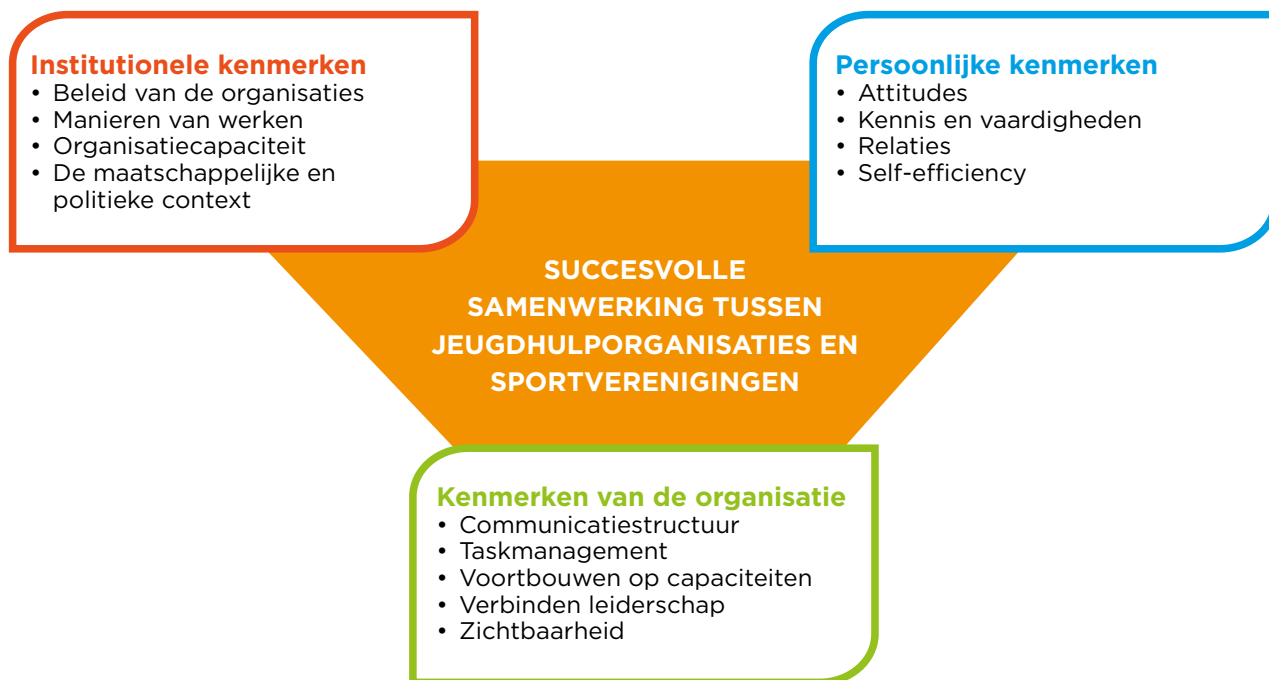 Institutionele kenmerken
• Beleid van de organisaties
• Manieren van werken
• Organisatiecapaciteit
• De maatschappelijke en
politieke context
Persoonlijke kenmerken
• Attitudes
• Kennis en vaardigheden
• Relaties
• Self-efficiency
SUCCESVOLLE
SAMENWERKING TUSSEN
JEUGDHULPORGANISATIES EN
SPORTVERENIGINGEN
Kenmerken van de organisatie
• Communicatiestructuur
• Taskmanagement
• Voortbouwen op capaciteiten
• Verbinden leiderschap
• Zichtbaarheid